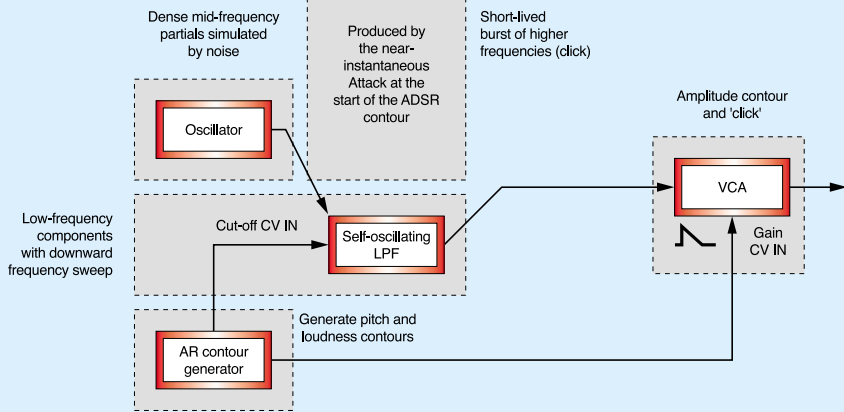 Dense mid-frequency
partials simulated
by noise
Produced by
the near-
instantaneous
Attack at the
start of the ADSR
contour
Short-lived
burst of higher
frequencies (click)
Oscillator
Amplitude contour
and 'click'
VCA
Gain
CV IN
Low-frequency
components
with downward
frequency sweep
Cut-off CV IN
Self-oscillating
LPF
Generate pitch and
loudness contours
AR contour
generator